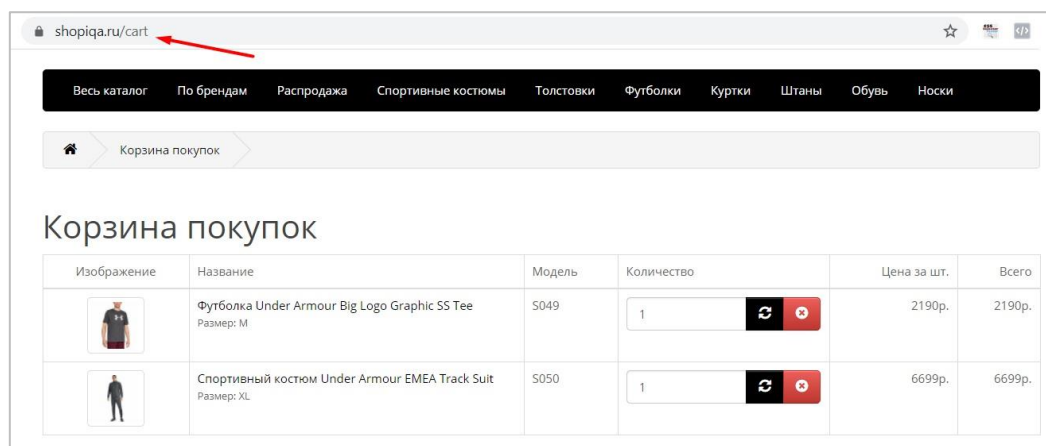 shopiqa.ru/cart
Весь каталог По брендам Распродажа Спортивные костюмы Толстовки Футболки Куртки Штаны Обувь Носки
Корзина покупок
Корзина покупок
Изображение Название Модель Количество Цена за шт. Всего
Футболка Under Armour Big Logo Graphic SS Tee S049 1 2190р. 2190р.
Размер: M
Спортивный костюм Under Armour EMEA Track Suit S050 1 6699р. 6699р.
Размер: XL